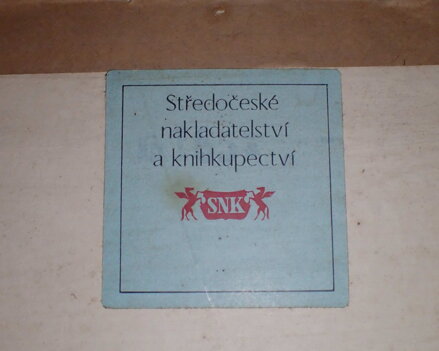 Středočeské
nakladatelství
a knihkupectví
SNK